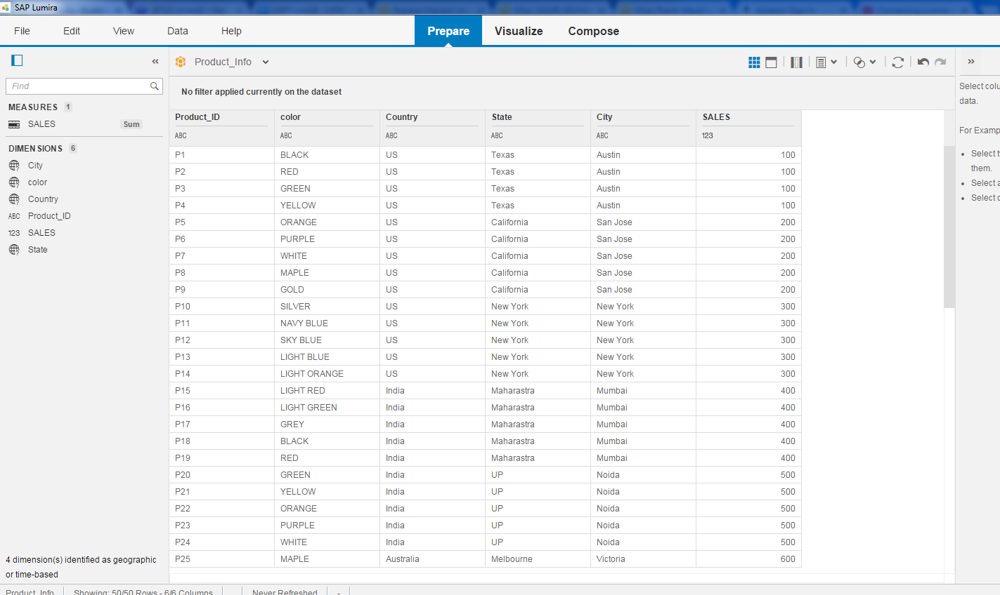 SAP Lumira
File Edit View Data Help Prepare Visualize Compose
Product_Info
Find
No filter applied currently on the dataset
MEASURES 1
SALES Sum
DIMENSIONS 6
City
color
Country
ABC Product_ID
123 SALES
State
4 dimension(s) identified as geographic
or time-based
Product_ID color Country State City SALES
ABC ABC ABC ABC ABC 123
P1 BLACK US Texas Austin 100
P2 RED US Texas Austin 100
P3 GREEN US Texas Austin 100
P4 YELLOW US Texas Austin 100
P5 ORANGE US California San Jose 200
P6 PURPLE US California San Jose 200
P7 WHITE US California San Jose 200
P8 MAPLE US California San Jose 200
P9 GOLD US California San Jose 200
P10 SILVER US New York New York 300
P11 NAVY BLUE US New York New York 300
P12 SKY BLUE US New York New York 300
P13 LIGHT BLUE US New York New York 300
P14 LIGHT ORANGE US New York New York 300
P15 LIGHT RED India Maharastra Mumbai 400
P16 LIGHT GREEN India Maharastra Mumbai 400
P17 GREY India Maharastra Mumbai 400
P18 BLACK India Maharastra Mumbai 400
P19 RED India Maharastra Mumbai 400
P20 GREEN India UP Noida 500
P21 YELLOW India UP Noida 500
P22 ORANGE India UP Noida 500
P23 PURPLE India UP Noida 500
P24 WHITE India UP Noida 500
P25 MAPLE Australia Melbourne Victoria 600
Select colu
data.
For Examp
• Select t
them.
• Select a
• Select c
Product_Info Showing: 50/50 Rows - 6/6 Columns Never Refreshed -